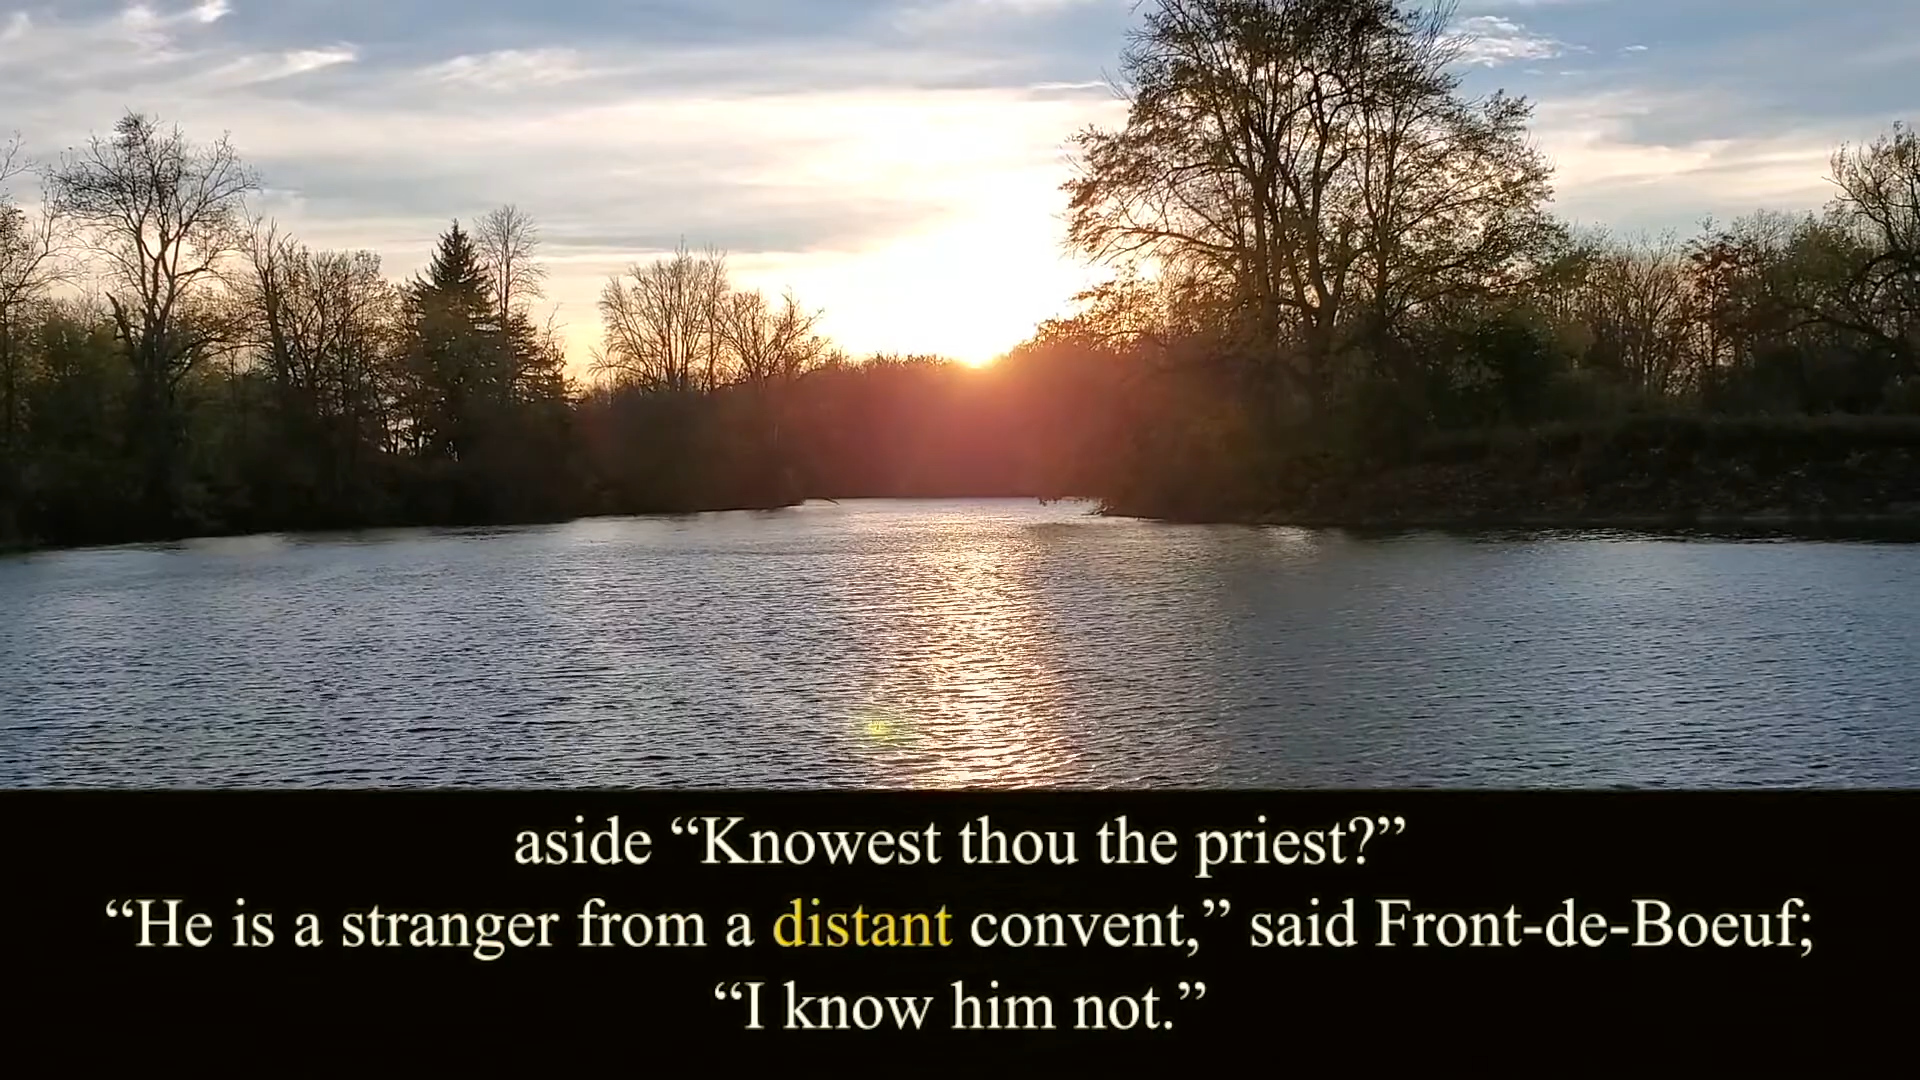 aside “Knowest thou the priest?”
“He is a stranger from a distant convent,” said Front-de-Boeuf;
“I know him not.”